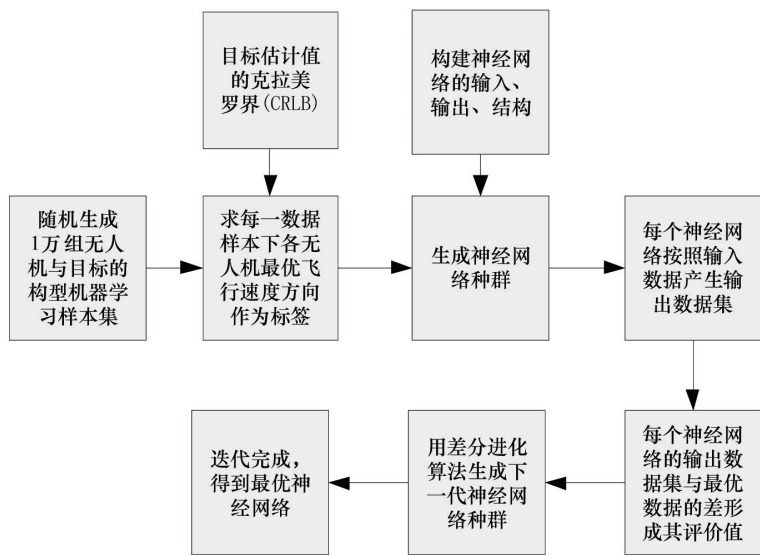 目标估计值
的克拉美
罗界(CRLB)
构建神经网
络的输入、
输出、结构
随机生成
1万组无人
机与目标的
构型机器学
习样本集
求每一数据
样本下各无
人机最优飞
行速度方向
作为标签
生成神经网
络种群
每个神经网
络按照输入
数据产生输
出数据集
迭代完成，
得到最优神
经网络
用差分进化
算法生成下
一代神经网
络种群
每个神经网
络的输出数
据集与最优
数据的差形
成其评价值